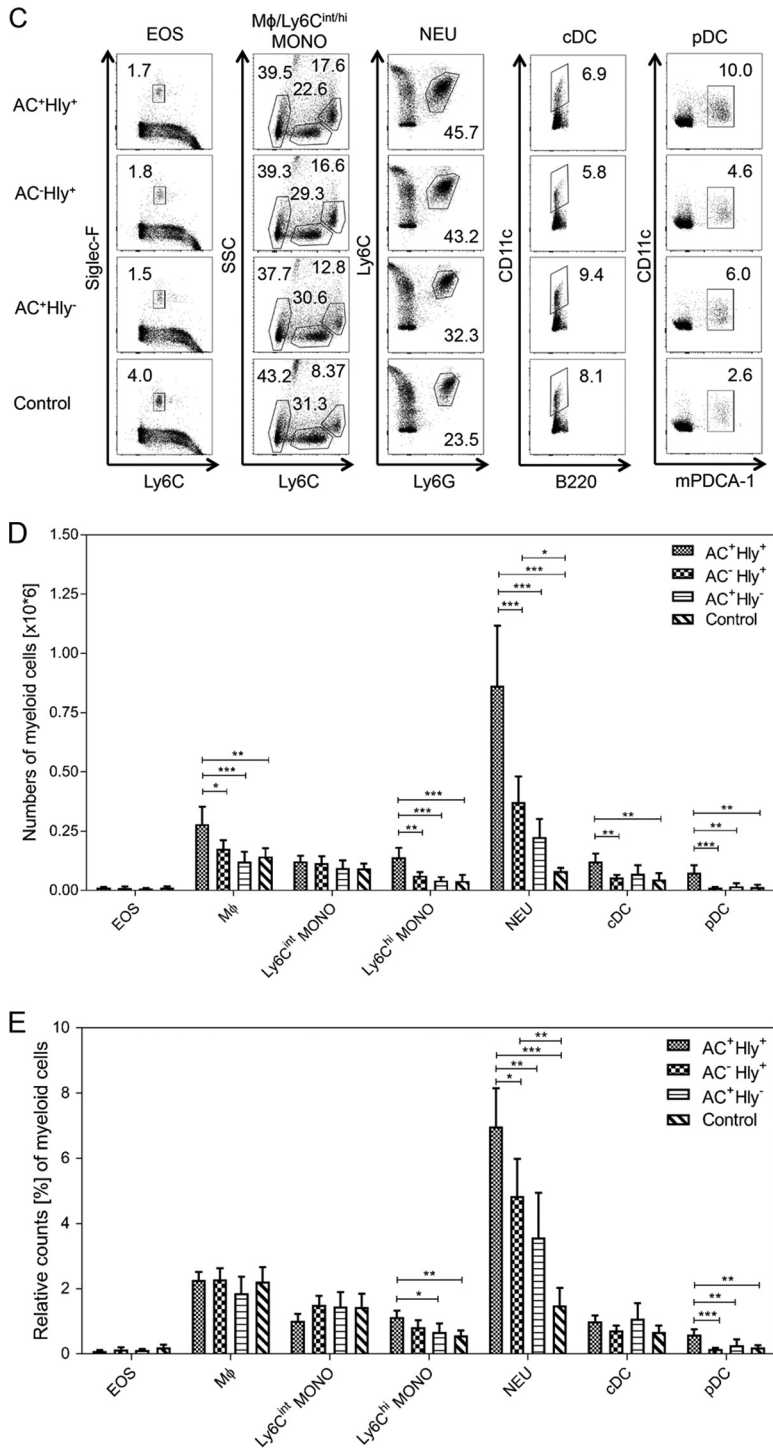 C
EOS
Mϕ/Ly6Cint/hi
MONO
NEU
cDC
pDC
AC+Hly+
1.7
39.5
17.6
22.6
45.7
6.9
10.0
AC-Hly+
1.8
39.3
16.6
29.3
43.2
5.8
4.6
AC+Hly-
1.5
37.7
12.8
30.6
32.3
9.4
6.0
Control
4.0
43.2
8.37
31.3
23.5
8.1
2.6
Siglec-F
SSC
Ly6C
CD11c
CD11c
Ly6C
Ly6C
Ly6G
B220
mPDCA-1
D
Numbers of myeloid cells [x10*6]
1.50
1.25
1.00
0.75
0.50
0.25
0.00
AC+Hly+
AC- Hly+
AC+Hly-
Control
** 
***
*
***
***
**
*
***
***
***
**
**
**
**
***
EOS
Mϕ
Ly6Cint MONO
Ly6Chi MONO
NEU
cDC
pDC
E
Relative counts [%] of myeloid cells
10
8
6
4
2
0
AC+Hly+
AC- Hly+
AC+Hly-
Control
**
*
**
***
**
*
**
**
***
EOS
Mϕ
Ly6Cint MONO
Ly6Chi MONO
NEU
cDC
pDC